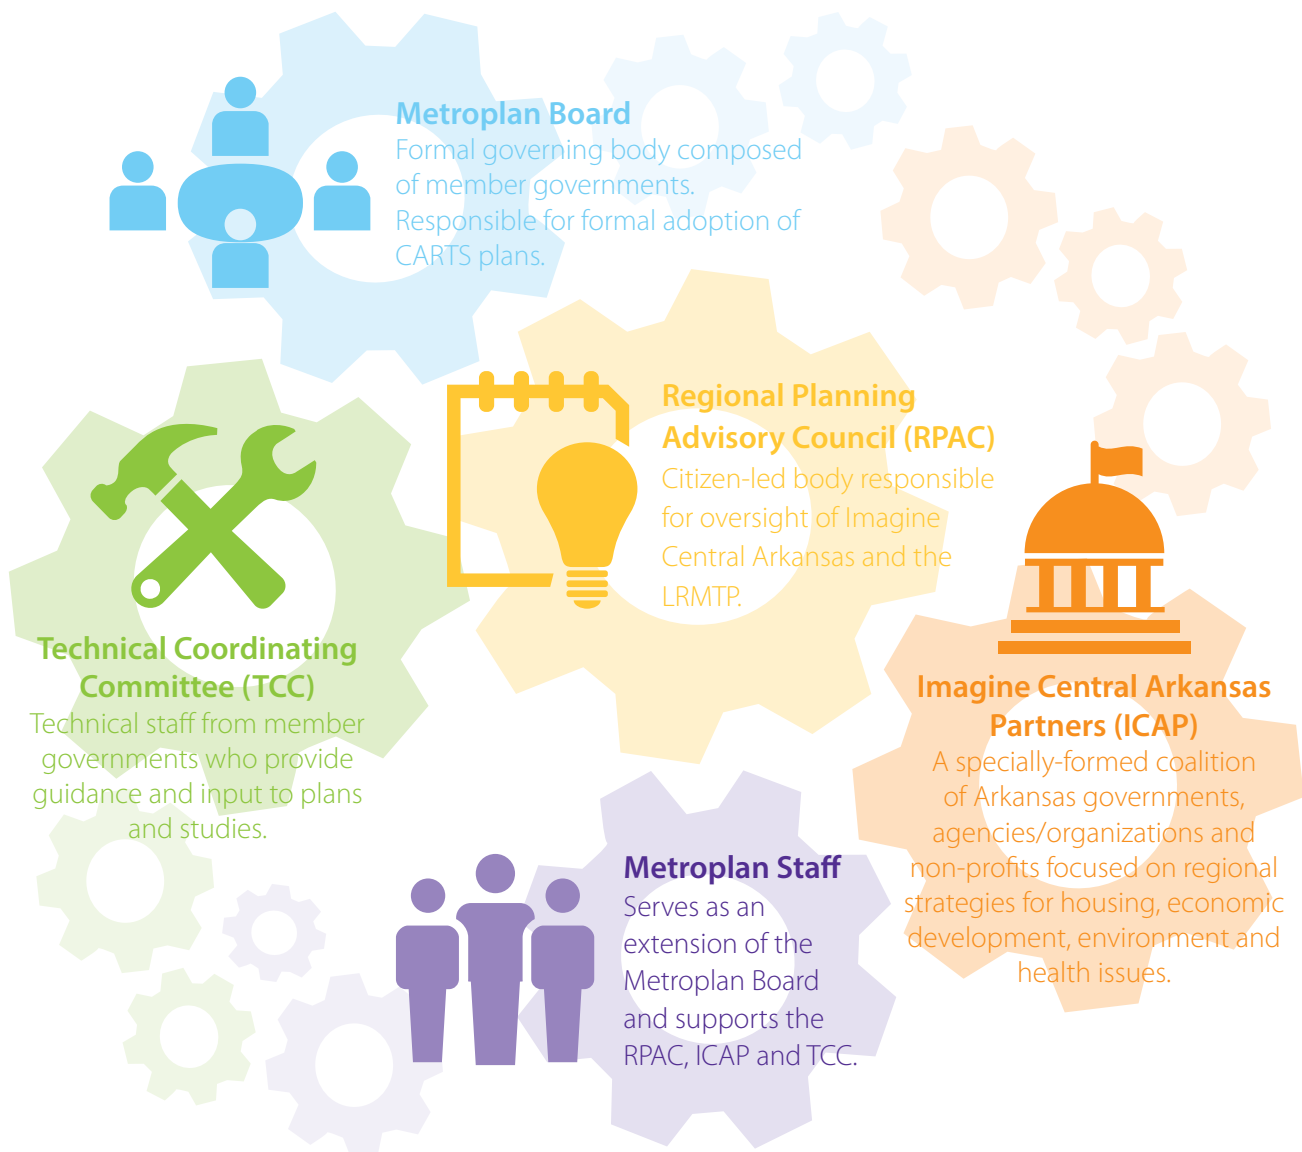 Metroplan Board
Formal governing body composed
of member governments.
Responsible for formal adoption of
CARTS plans.
Regional Planning
Advisory Council (RPAC)
Citizen-led body responsible
for oversight of Imagine
Central Arkansas and the
LRMTP.
Technical Coordinating
Committee (TCC)
Technical staff from member
governments who provide
guidance and input to plans
and studies.
Imagine Central Arkansas
Partners (ICAP)
A specially-formed coalition
of Arkansas governments,
agencies/organizations and
non-profits focused on regional
strategies for housing, economic
development, environment and
health issues.
Metroplan Staff
Serves as an
extension of the
Metroplan Board
and supports the
RPAC, ICAP and TCC.